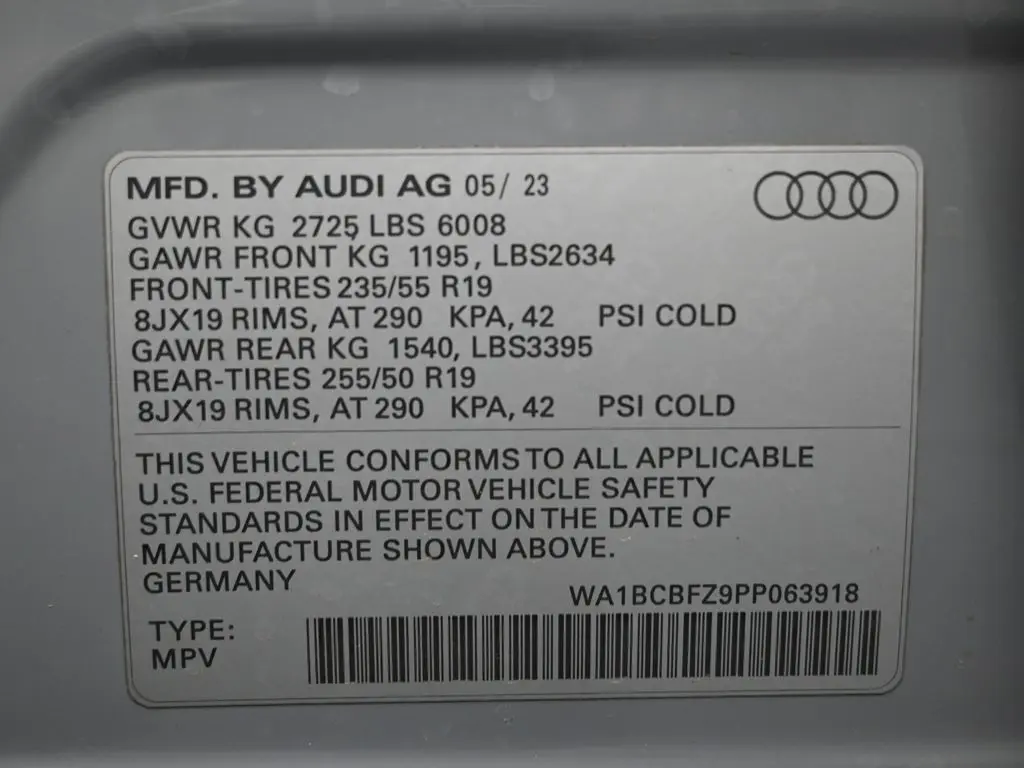 MFD. BY AUDI AG 05/ 23
GVWR KG 2725 LBS 6008
GAWR FRONT KG 1195, LBS2634
FRONT-TIRES 235/55 R19
8JX19 RIMS, AT 290 KPA, 42 PSI COLD
GAWR REAR KG 1540, LBS3395
REAR-TIRES 255/50 R19
8JX19 RIMS, AT 290 KPA, 42 PSI COLD
THIS VEHICLE CONFORMS TO ALL APPLICABLE
U.S. FEDERAL MOTOR VEHICLE SAFETY
STANDARDS IN EFFECT ON THE DATE OF
MANUFACTURE SHOWN ABOVE.
GERMANY
WA1BCBFZ9PP063918
TYPE:
MPV